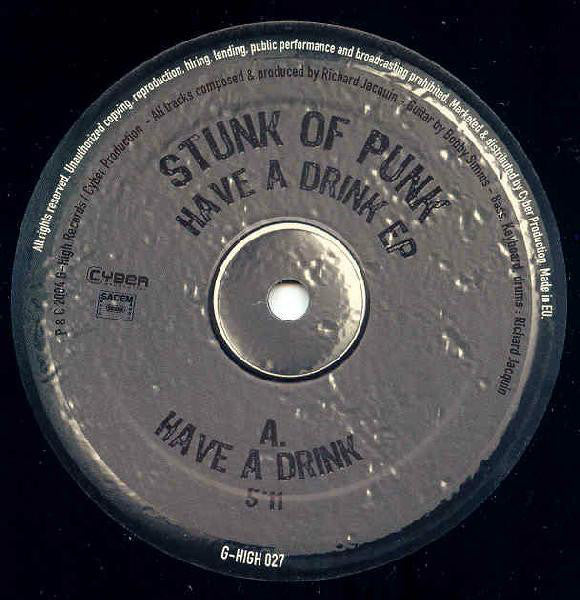 All rights reserved. Unauthorized copying, reproduction, hiring, lending, public performance and broadcasting prohibited. Marketed & distributed by Cyber Production. Made in EU.
P & C 2004 G-High Records / Cyber Production - All tracks composed & produced by Richard Jacquin - Guitar by Bobby Simms - Bass, Keyboard, drums : Richard Jacquin
STUNK OF PUNK
HAVE A DRINK EP
CYBER
SACEM
A.
HAVE A DRINK
5"11
G-HIGH 027